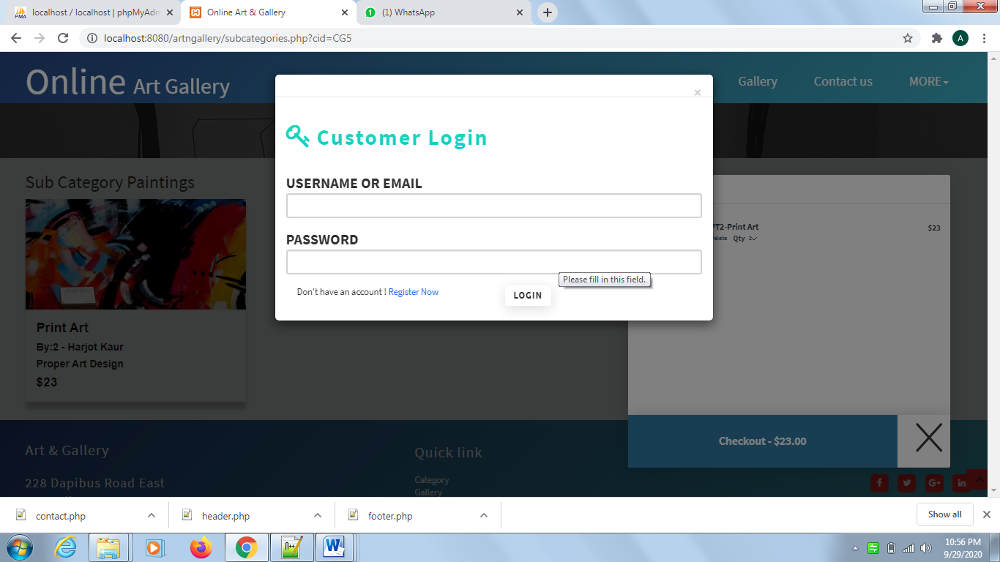 localhost / localhost | phpMyAdm
Online Art & Gallery
(1) WhatsApp
localhost:8080/artngallery/subcategories.php?cid=CG5
A
Online Art Gallery
Gallery
Contact us
MORE
×
Customer Login
USERNAME OR EMAIL
PASSWORD
Please fill in this field.
Don't have an account ! Register Now
LOGIN
Sub Category Paintings
PT2-Print Art
$23
elete Qty 1
Print Art
By:2 - Harjot Kaur
Proper Art Design
$23
Checkout - $23.00
Art & Gallery
Quick link
228 Dapibus Road East
Category
Gallery
contact.php
header.php
footer.php
Show all
10:56 PM
9/29/2020